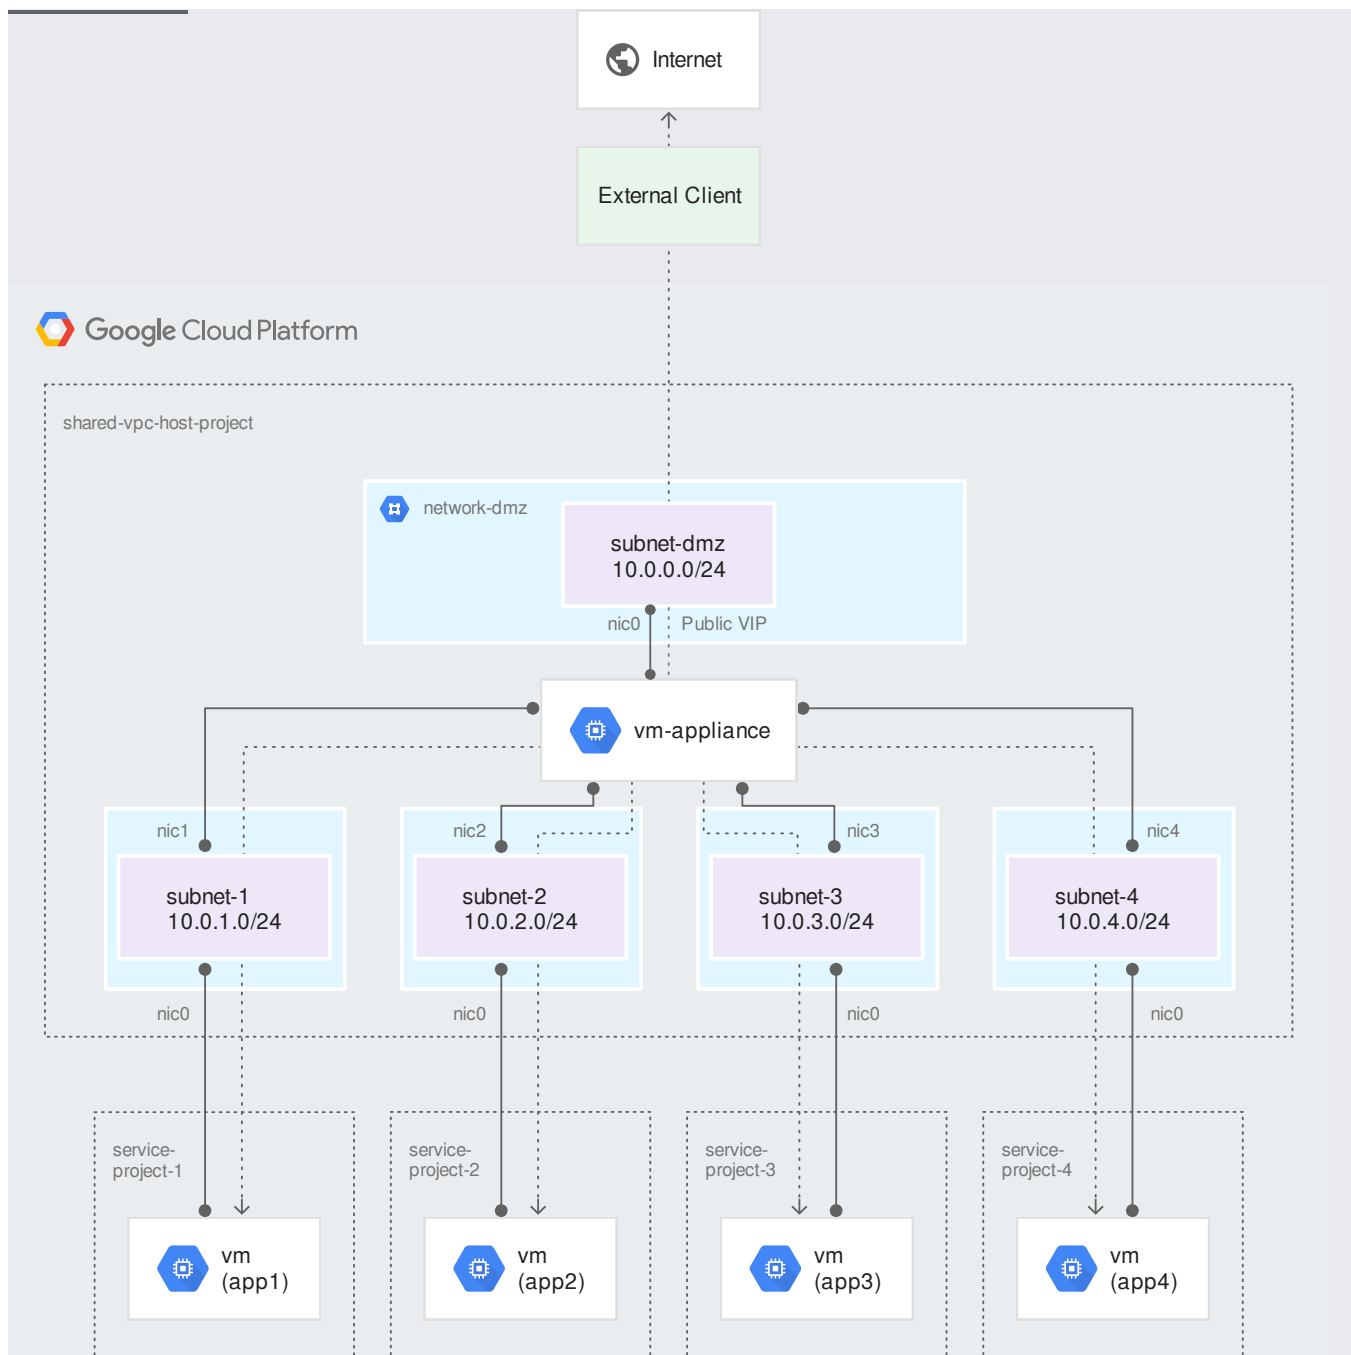 Internet
External Client
Google Cloud Platform
shared-vpc-host-project
network-dmz
subnet-dmz
10.0.0.0/24
nic0
Public VIP
vm-appliance
nic1
nic2
nic3
nic4
subnet-1
10.0.1.0/24
subnet-2
10.0.2.0/24
subnet-3
10.0.3.0/24
subnet-4
10.0.4.0/24
nic0
nic0
nic0
nic0
service-
project-1
service-
project-2
service-
project-3
service-
project-4
vm
(app1)
vm
(app2)
vm
(app3)
vm
(app4)